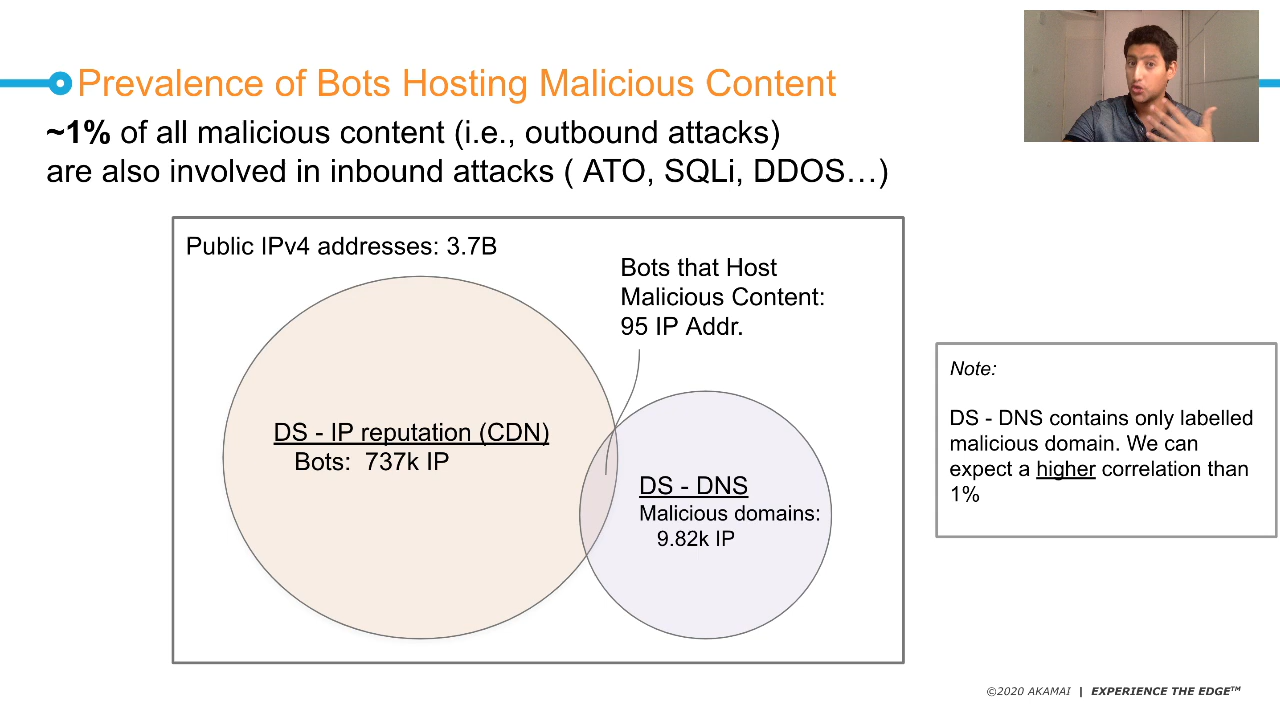 Prevalence of Bots Hosting Malicious Content
~1% of all malicious content (i.e., outbound attacks)
are also involved in inbound attacks ( ATO, SQLi, DDOS…)
Public IPv4 addresses: 3.7B
Bots that Host
Malicious Content:
95 IP Addr.
DS - IP reputation (CDN)
Bots: 737k IP
DS - DNS
Malicious domains:
9.82k IP
Note:
DS - DNS contains only labelled
malicious domain. We can
expect a higher correlation than
1%
©2020 AKAMAI | EXPERIENCE THE EDGE™